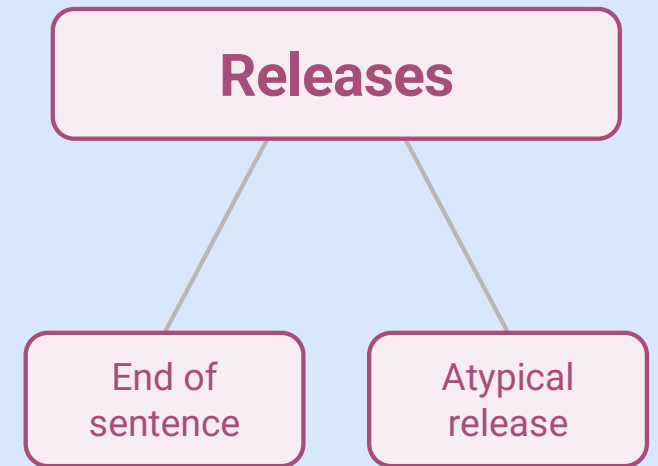 Releases
End of
sentence
Atypical
release